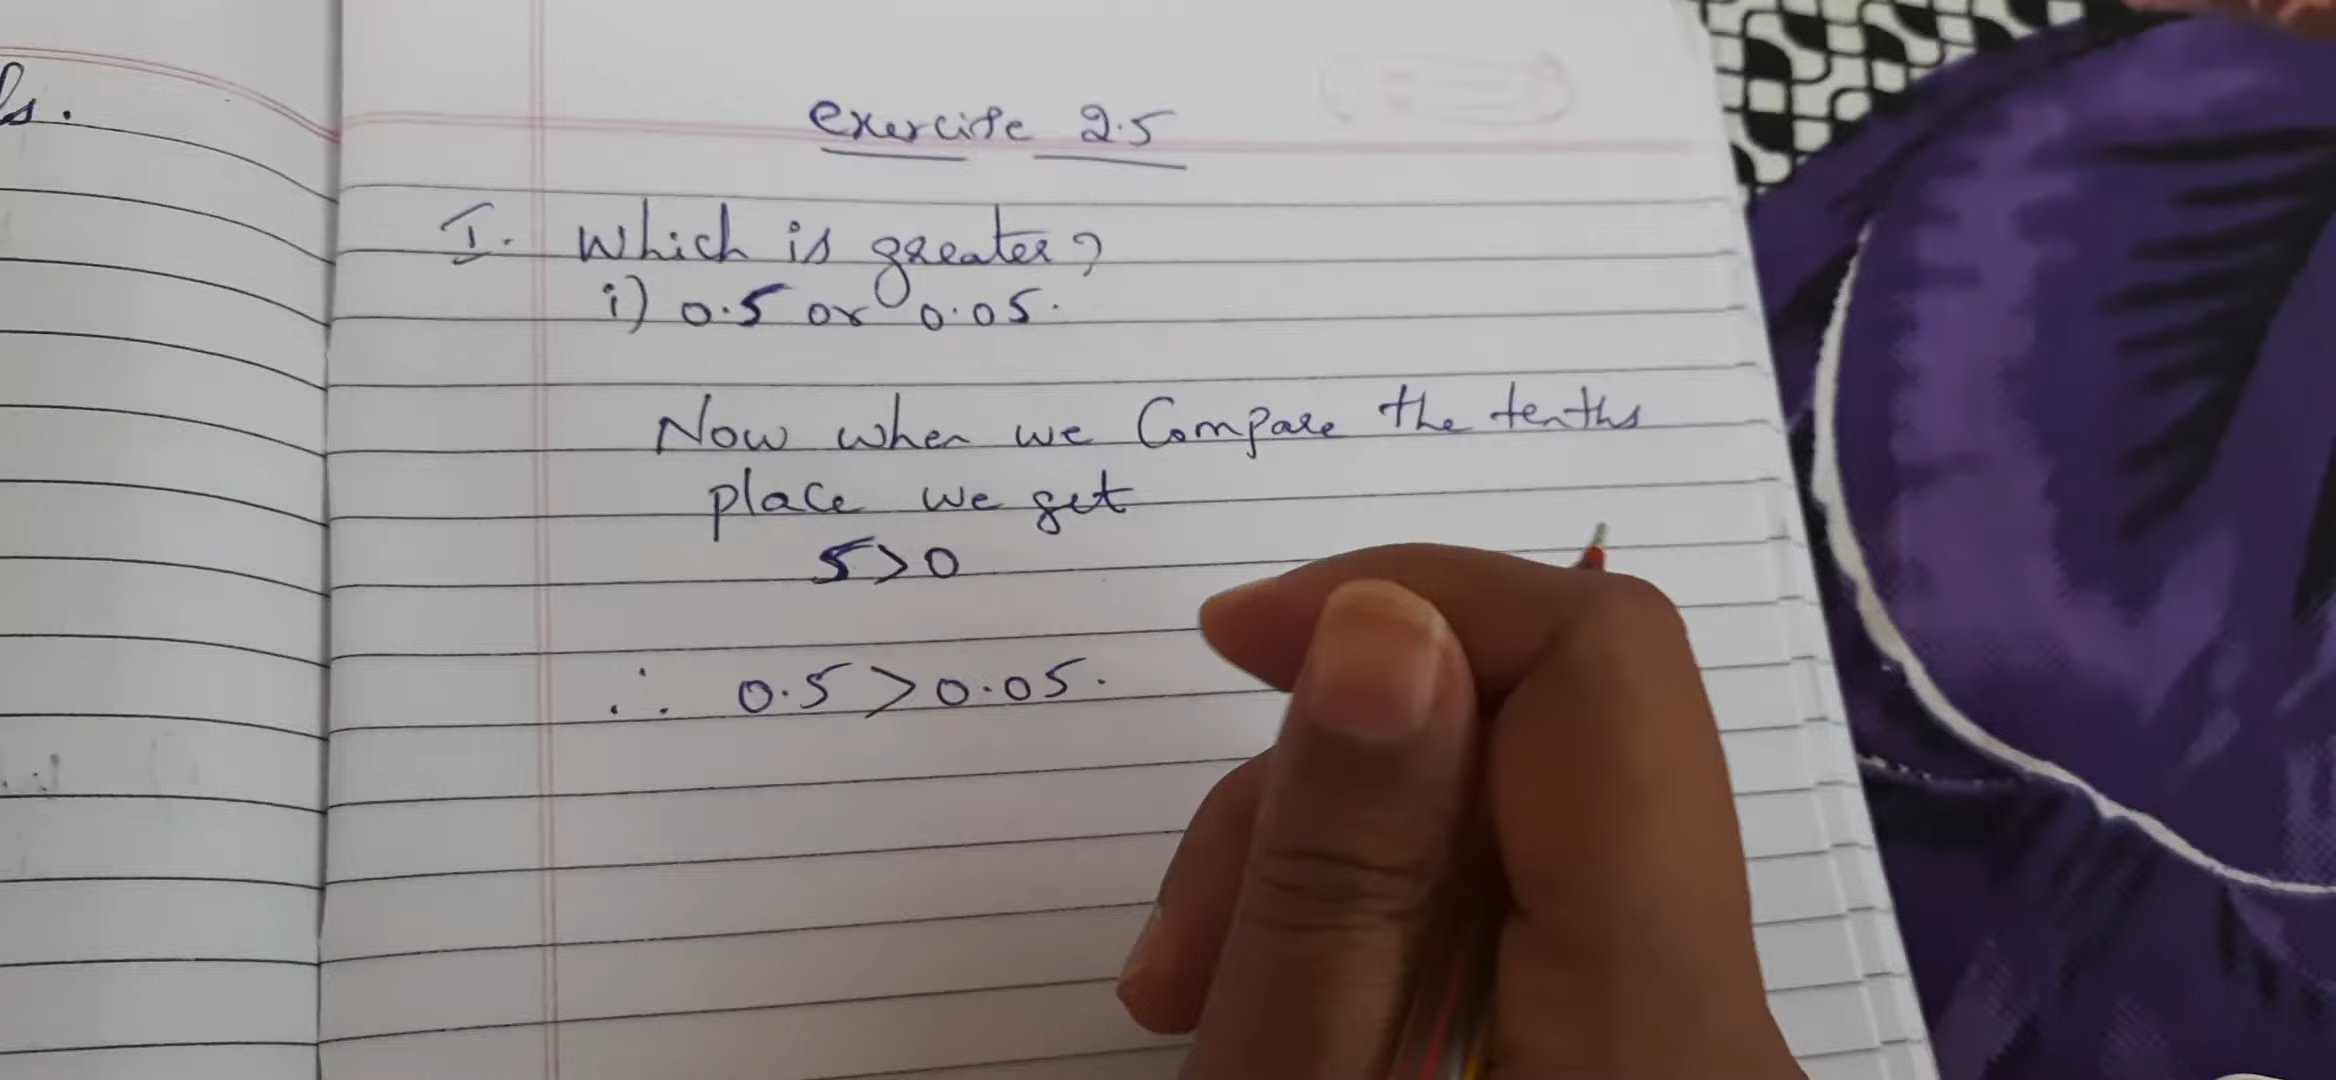 ls.
exercise 2.5
I. Which is greater?
i) 0.5 or 0.05.
Now when we Compare the tenths
place we get
5>0
∴ 0.5 > 0.05.